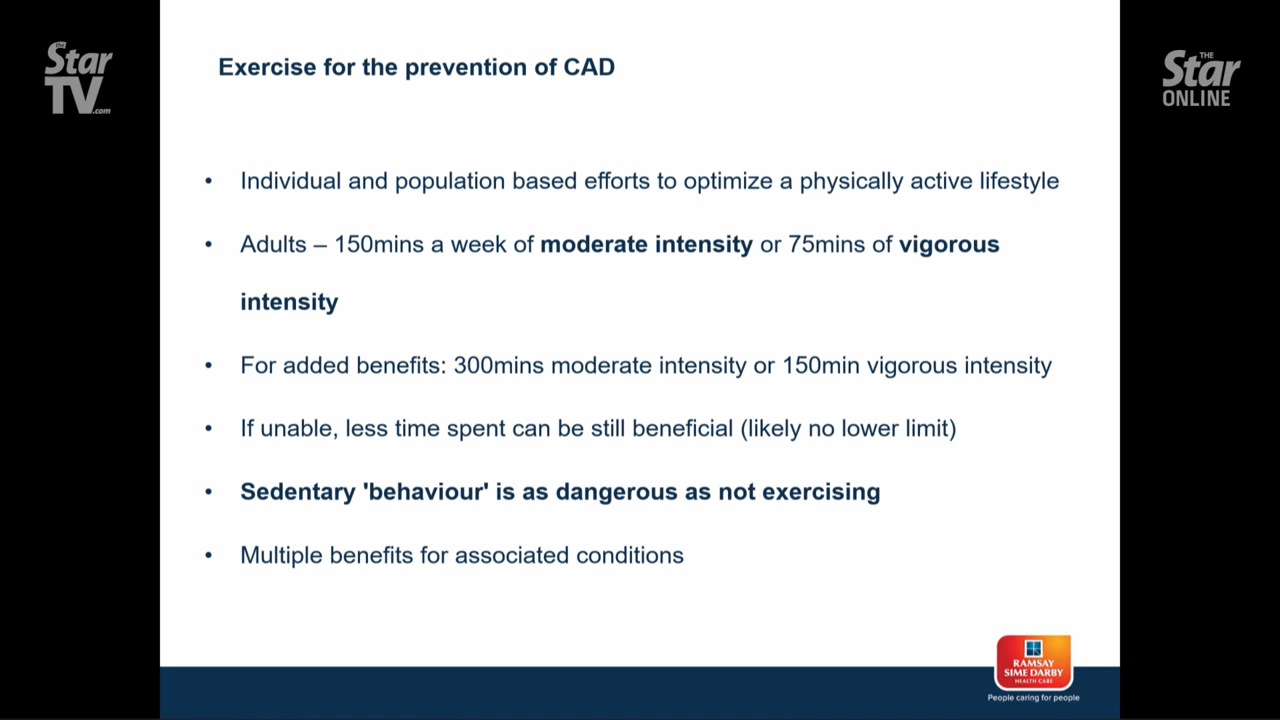 the
Star
TV.com
THE
Star
ONLINE
Exercise for the prevention of CAD
• Individual and population based efforts to optimize a physically active lifestyle
• Adults – 150mins a week of moderate intensity or 75mins of vigorous
intensity
• For added benefits: 300mins moderate intensity or 150min vigorous intensity
• If unable, less time spent can be still beneficial (likely no lower limit)
• Sedentary 'behaviour' is as dangerous as not exercising
• Multiple benefits for associated conditions
RAMSAY
SIME DARBY
HEALTH CARE
People caring for people